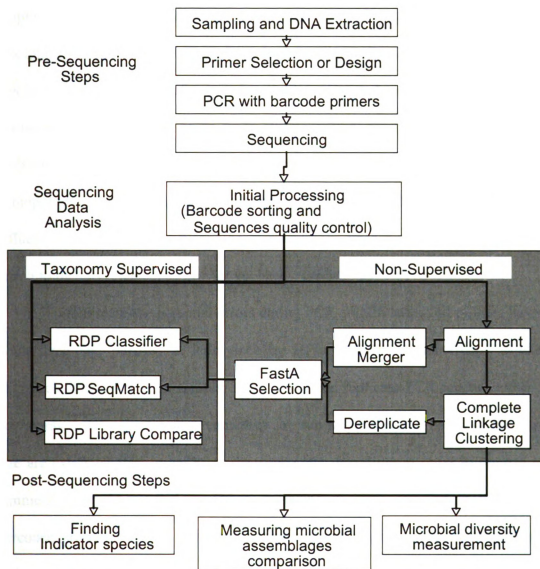 Sampling and DNA Extraction
Pre-Sequencing
Steps
Primer Selection or Design
PCR with barcode primers
Sequencing
Sequencing
Data
Analysis
Initial Processing
(Barcode sorting and
Sequences quality control)
Taxonomy Supervised
Non-Supervised
RDP Classifier
RDP SeqMatch
RDP Library Compare
FastA
Selection
Alignment
Merger
Alignment
Dereplicate
Complete
Linkage
Clustering
Post-Sequencing Steps
Finding
Indicator species
Measuring microbial
assemblages
comparison
Microbial diversity
measurement